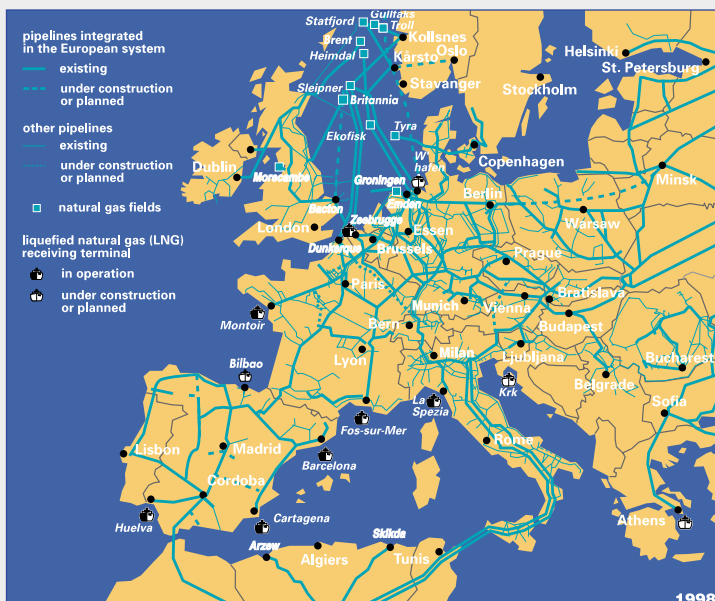 pipelines integrated
in the European system
existing
under construction
or planned
other pipelines
existing
under construction
or planned
natural gas fields
liquefied natural gas (LNG)
receiving terminal
in operation
under construction
or planned
Statfjord
Gullfaks
Troll
Brent
Heimdal
Kollsnes
Kårsto
Oslo
Stavanger
Sleipner
Britannia
Ekofisk
Tyra
Helsinki
St. Petersburg
Stockholm
Copenhagen
Minsk
Dublin
Morecambe
Groningen
W
hafen
Emden
Berlin
Warsaw
Bacton
London
Zeebrugge
Dunkerque
Brussels
Essen
Prague
Paris
Munich
Vienna
Bratislava
Budapest
Montoir
Bern
Lyon
Milan
Ljubljana
Belgrade
Bucharest
Krk
Bilbao
La
Spezia
Fos-sur-Mer
Sofia
Lisbon
Madrid
Barcelona
Rome
Cordoba
Huelva
Cartagena
Athens
Arzew
Algiers
Skikda
Tunis
1998